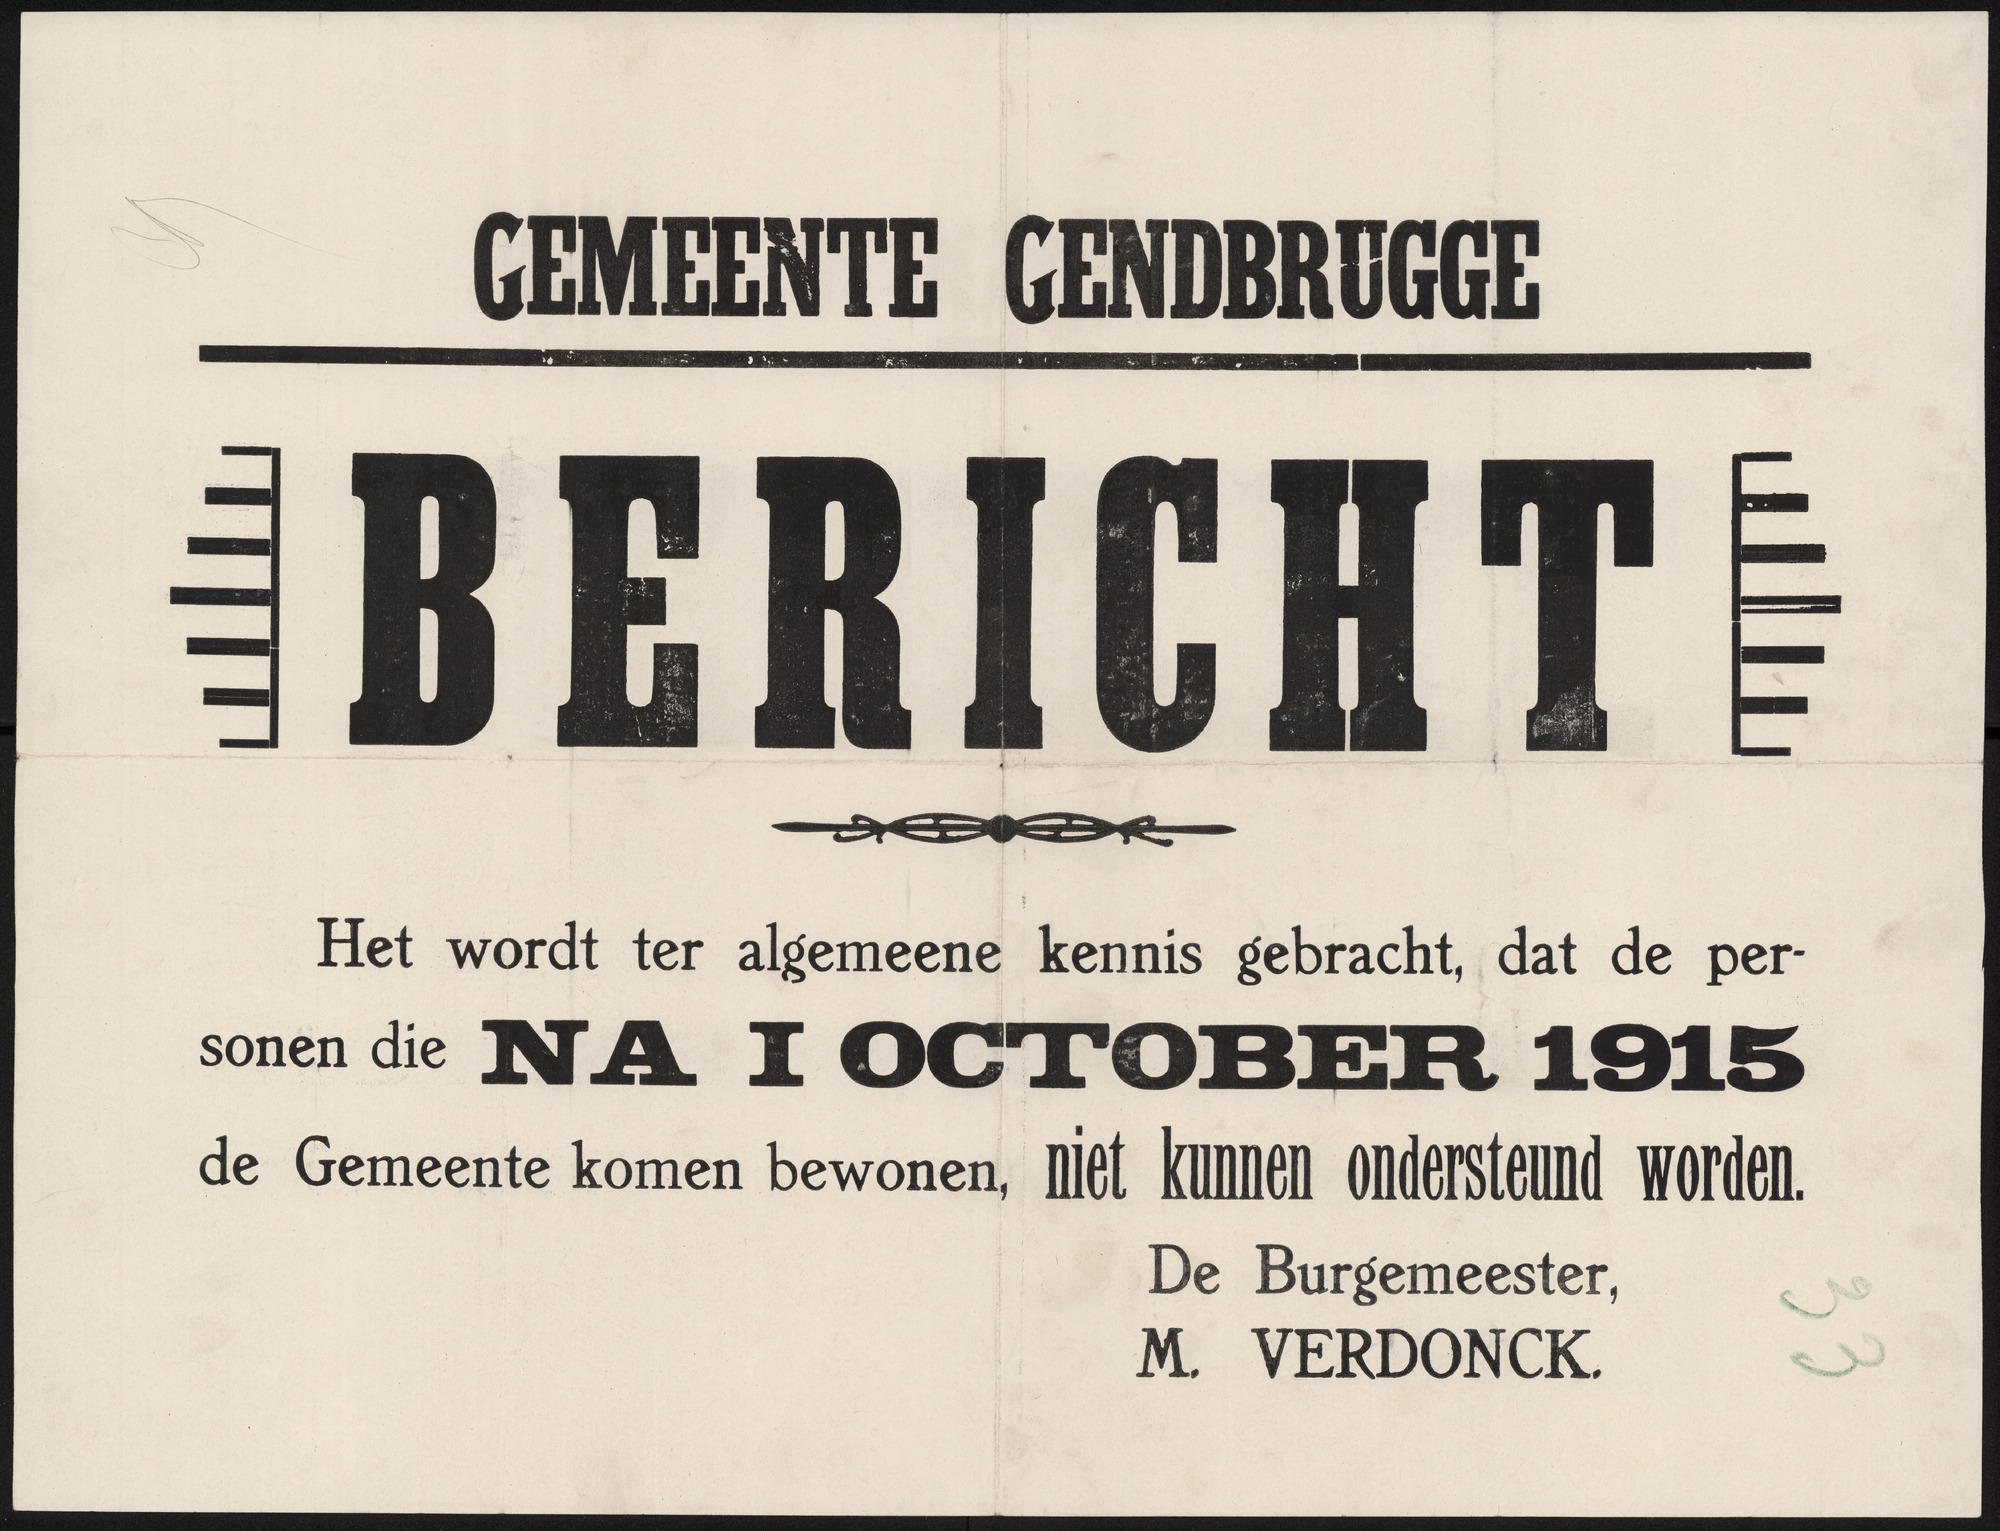 GEMEENTE GENDBRUGGE
BERICHT
Het wordt ter algemeene kennis gebracht, dat de per-
sonen die NA I OCTOBER 1915
de Gemeente komen bewonen, niet kunnen ondersteund worden.
De Burgemeester,
M. VERDONCK.